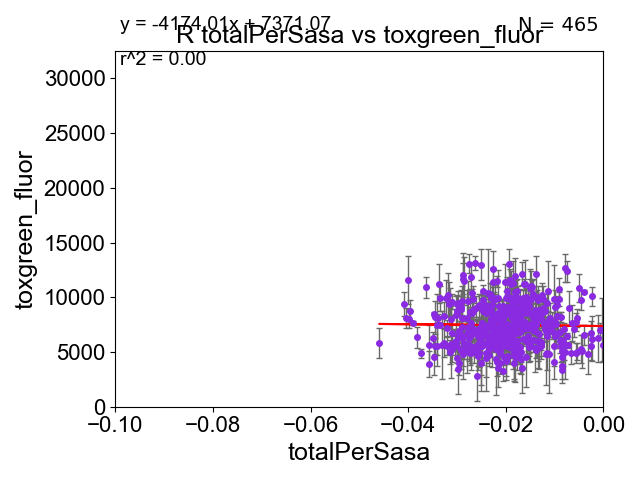 y = -4174.01x + 7371.07
N = 465
R totalPerSasa vs toxgreen_fluor
r^2 = 0.00
30000
25000
20000
15000
10000
5000
0
toxgreen_fluor
−0.10 −0.08 −0.06 −0.04 −0.02 0.00
totalPerSasa